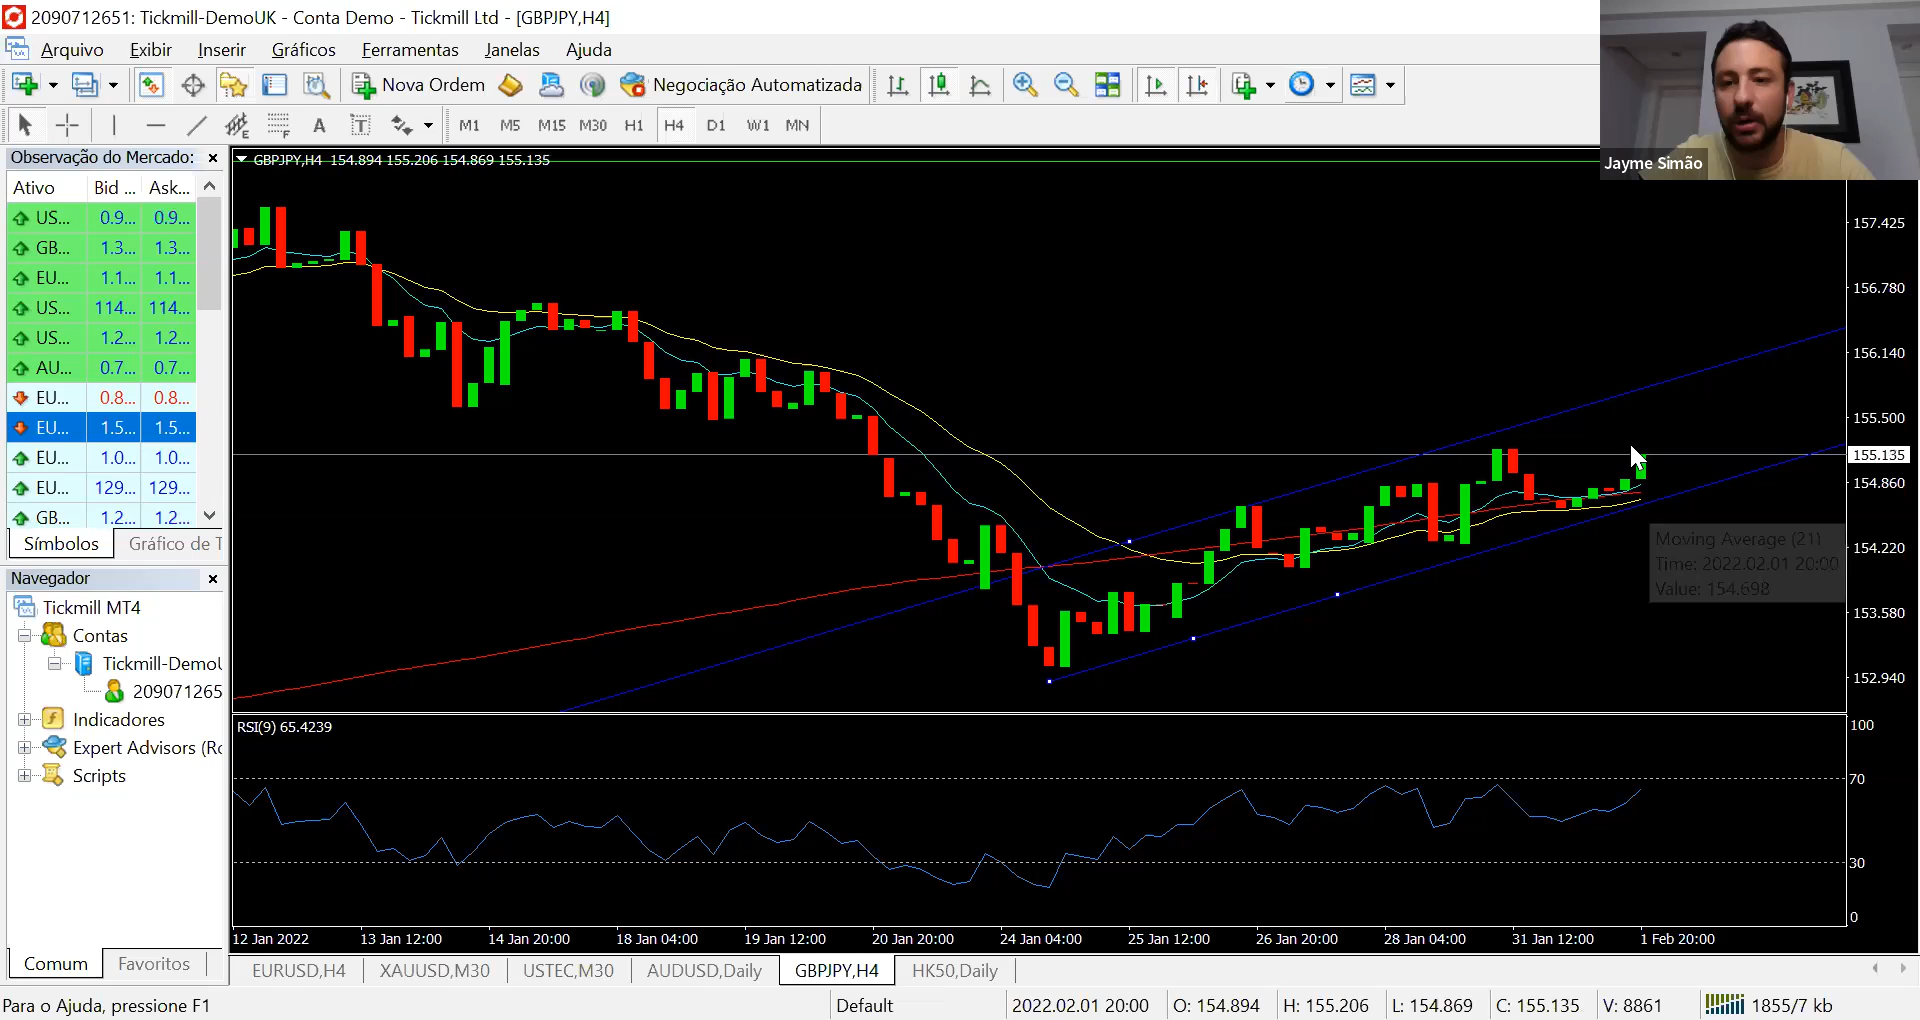 2090712651: Tickmill-DemoUK - Conta Demo - Tickmill Ltd - [GBPJPY,H4]
Arquivo Exibir Inserir Gráficos Ferramentas Janelas Ajuda
Nova Ordem Negociação Automatizada
A T E F M1 M5 M15 M30 H1 H4 D1 W1 MN
Jayme Simão
Observação do Mercado:
Ativo Bid ... Ask...
US... 0.9... 0.9...
GB... 1.3... 1.3...
EU... 1.1... 1.1...
US... 114... 114...
US... 1.2... 1.2...
AU... 0.7... 0.7...
EU... 0.8... 0.8...
EU... 1.5... 1.5...
EU... 1.0... 1.0...
EU... 129... 129...
GB... 1.2... 1.2...
Símbolos Gráfico de T
Navegador
Tickmill MT4
Contas
Tickmill-DemoU
209071265
Indicadores
Expert Advisors (Ro
Scripts
Comum Favoritos
GBPJPY,H4 154.894 155.206 154.869 155.135
157.425
156.780
156.140
155.500
155.135
154.860
154.220
153.580
152.940
Moving Average (21)
Time: 2022.02.01 20:00
Value: 154.698
RSI(9) 65.4239
100
70
30
0
12 Jan 2022 13 Jan 12:00 14 Jan 20:00 18 Jan 04:00 19 Jan 12:00 20 Jan 20:00 24 Jan 04:00 25 Jan 12:00 26 Jan 20:00 28 Jan 04:00 31 Jan 12:00 1 Feb 20:00
EURUSD,H4 XAUUSD,M30 USTEC,M30 AUDUSD,Daily GBPJPY,H4 HK50,Daily
Para o Ajuda, pressione F1 Default 2022.02.01 20:00 O: 154.894 H: 155.206 L: 154.869 C: 155.135 V: 8861 1855/7 kb